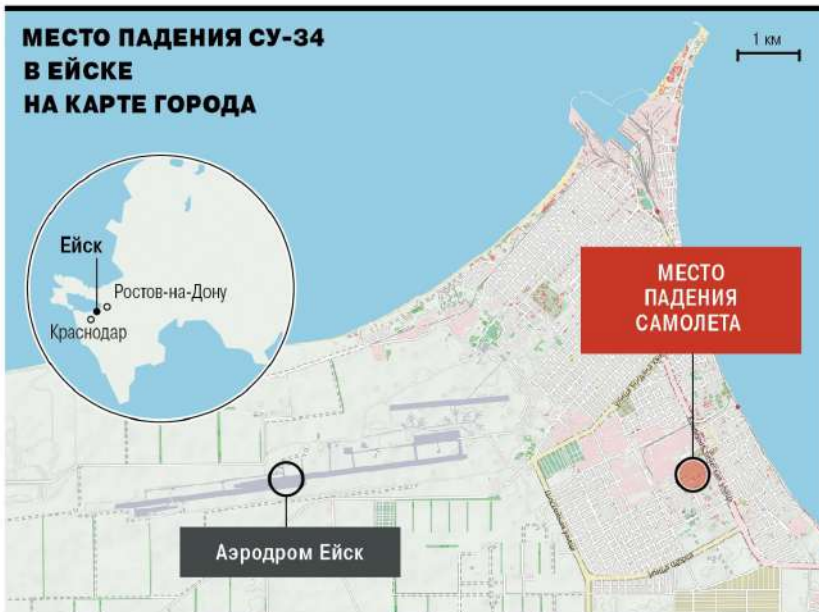 МЕСТО ПАДЕНИЯ СУ-34
В ЕЙСКЕ
НА КАРТЕ ГОРОДА
1 км
Ейск
Ростов-на-Дону
Краснодар
МЕСТО
ПАДЕНИЯ
САМОЛЕТА
Аэродром Ейск